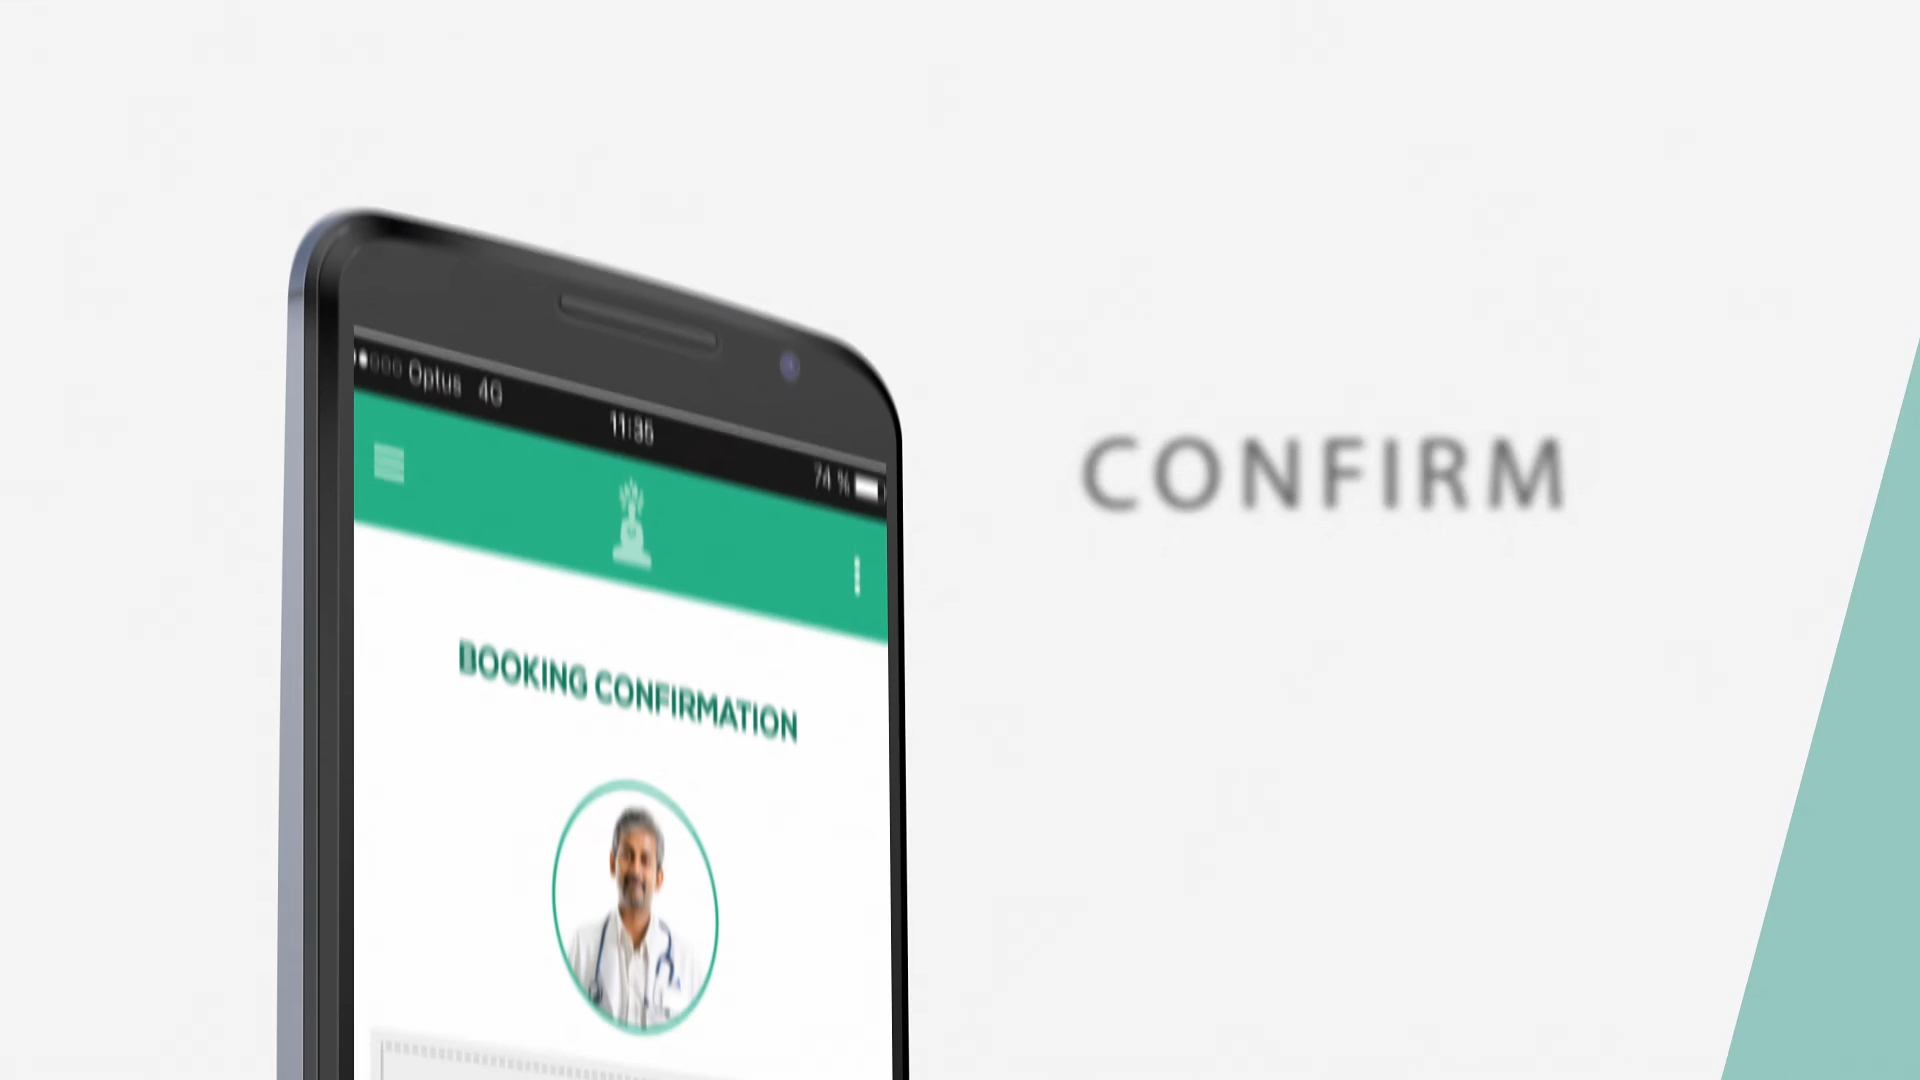 Optus 4G
11:35
74 %
BOOKING CONFIRMATION
CONFIRM